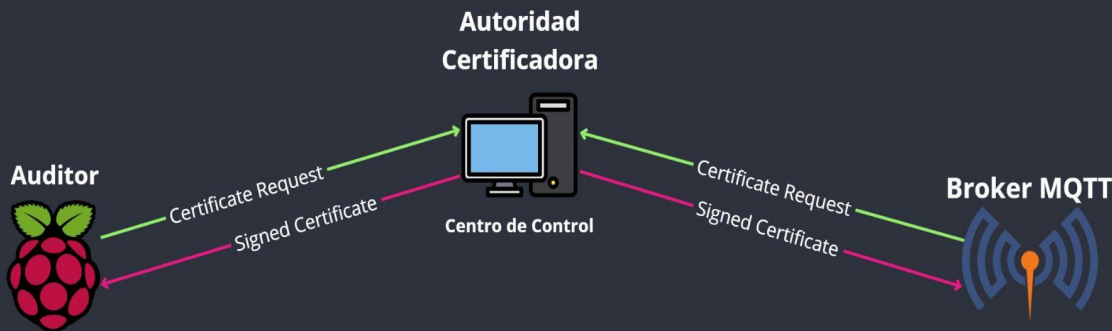 Autoridad
Certificadora
Auditor
Certificate Request
Signed Certificate
Centro de Control
Certificate Request
Signed Certificate
Broker MQTT